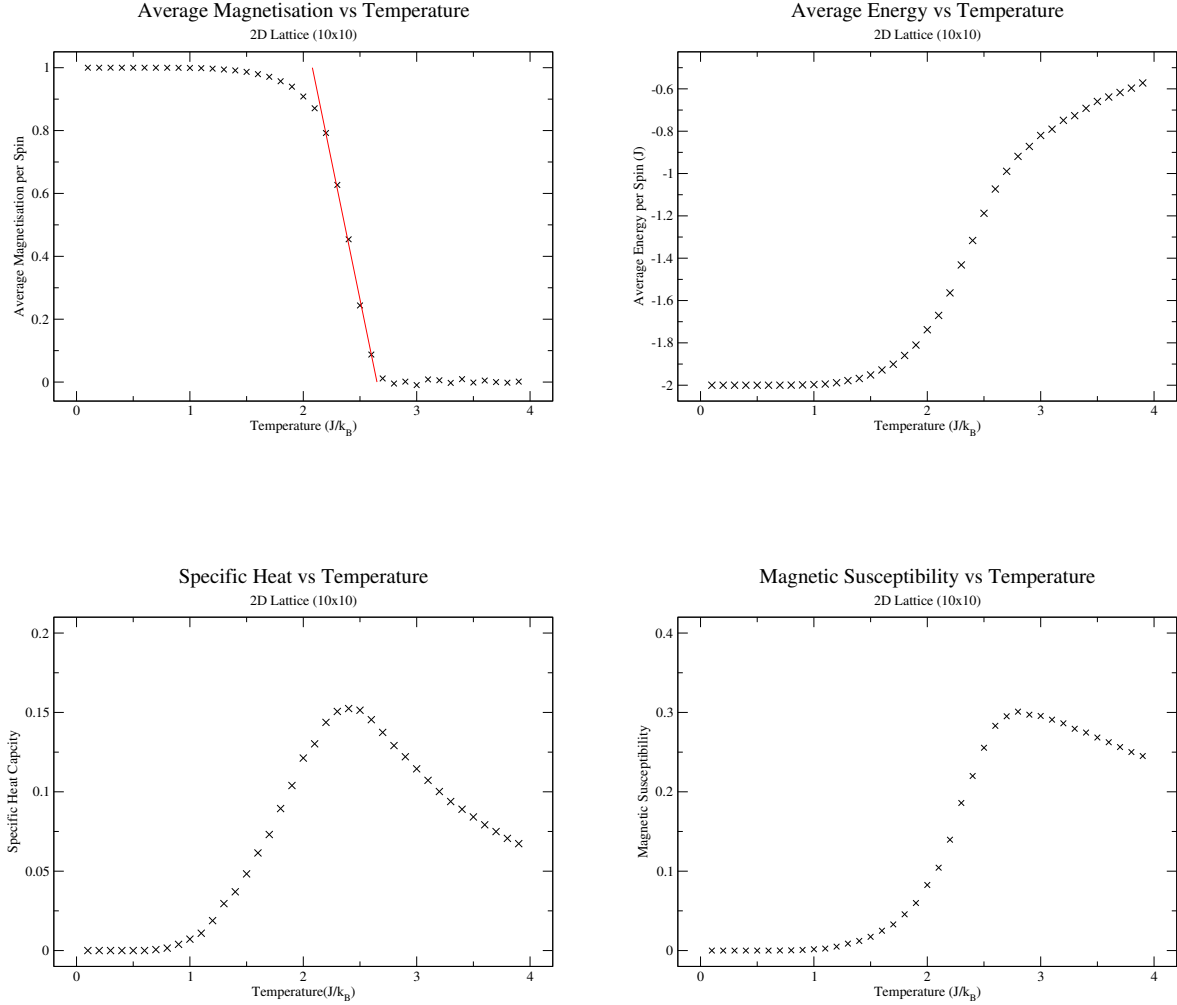 Average Magnetisation vs Temperature
2D Lattice (10x10)
Average Magnetisation per Spin
1
0.8
0.6
0.4
0.2
0
0 1 2 3 4
Temperature (J/k_B)
Average Energy vs Temperature
2D Lattice (10x10)
Average Energy per Spin (J)
-0.6
-0.8
-1
-1.2
-1.4
-1.6
-1.8
-2
0 1 2 3 4
Temperature (J/k_B)
Specific Heat vs Temperature
2D Lattice (10x10)
Specific Heat Capcity
0.2
0.15
0.1
0.05
0
0 1 2 3 4
Temperature(J/k_B)
Magnetic Susceptibility vs Temperature
2D Lattice (10x10)
Magnetic Susceptibility
0.4
0.3
0.2
0.1
0
0 1 2 3 4
Temperature (J/k_B)